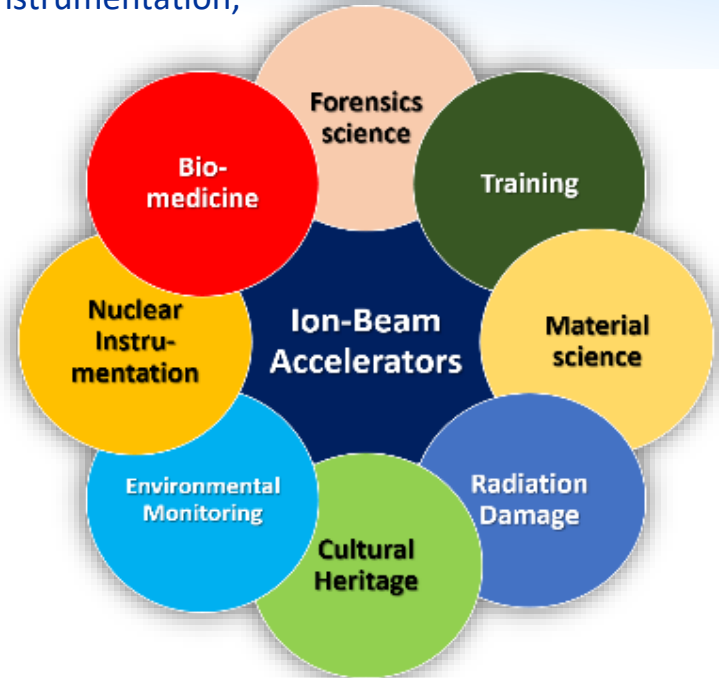 nstrumentation,
Forensics
science
Bio-
medicine
Training
Nuclear
Instru-
mentation
Ion-Beam
Accelerators
Material
science
Environmental
Monitoring
Radiation
Damage
Cultural
Heritage